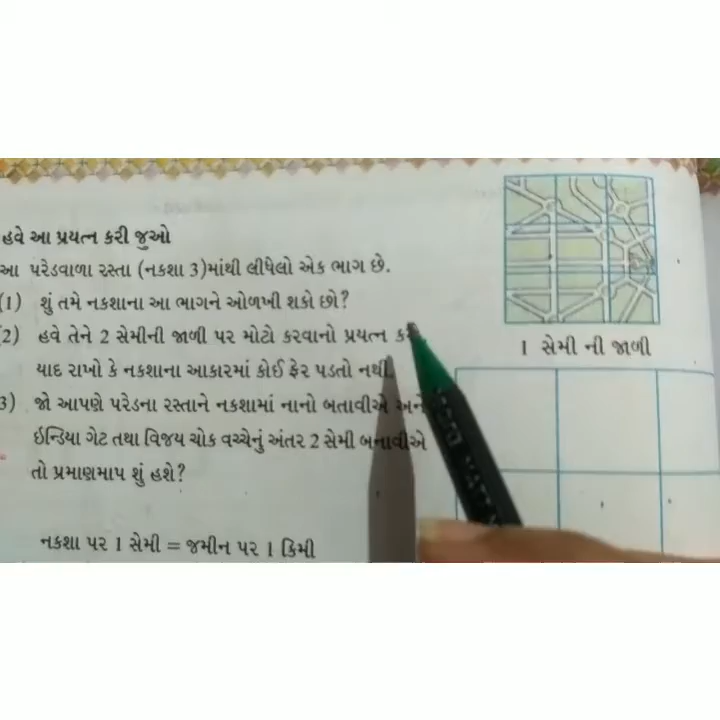 હવે આ પ્રયત્ન કરી જુઓ
આ પરેડવાળા રસ્તા (નકશા 3)માંથી લીધેલો એક ભાગ છે.
(1) શું તમે નકશાના આ ભાગને ઓળખી શકો છો?
2) હવે તેને 2 સેમીની જાળી પર મોટો કરવાનો પ્રયત્ન
યાદ રાખો કે નકશાના આકારમાં કોઈ ફેર પડતો નથી.
3) જો આપણે પરેડના રસ્તાને નકશામાં નાનો બતાવીએ અને
ઇન્ડિયા ગેટ તથા વિજય ચોક વચ્ચેનું અંતર 2 સેમી બનાવીએ
તો પ્રમાણમાપ શું હશે?
નકશા પર 1 સેમી = જમીન પર 1 કિમી
1 સેમી ની જાળી